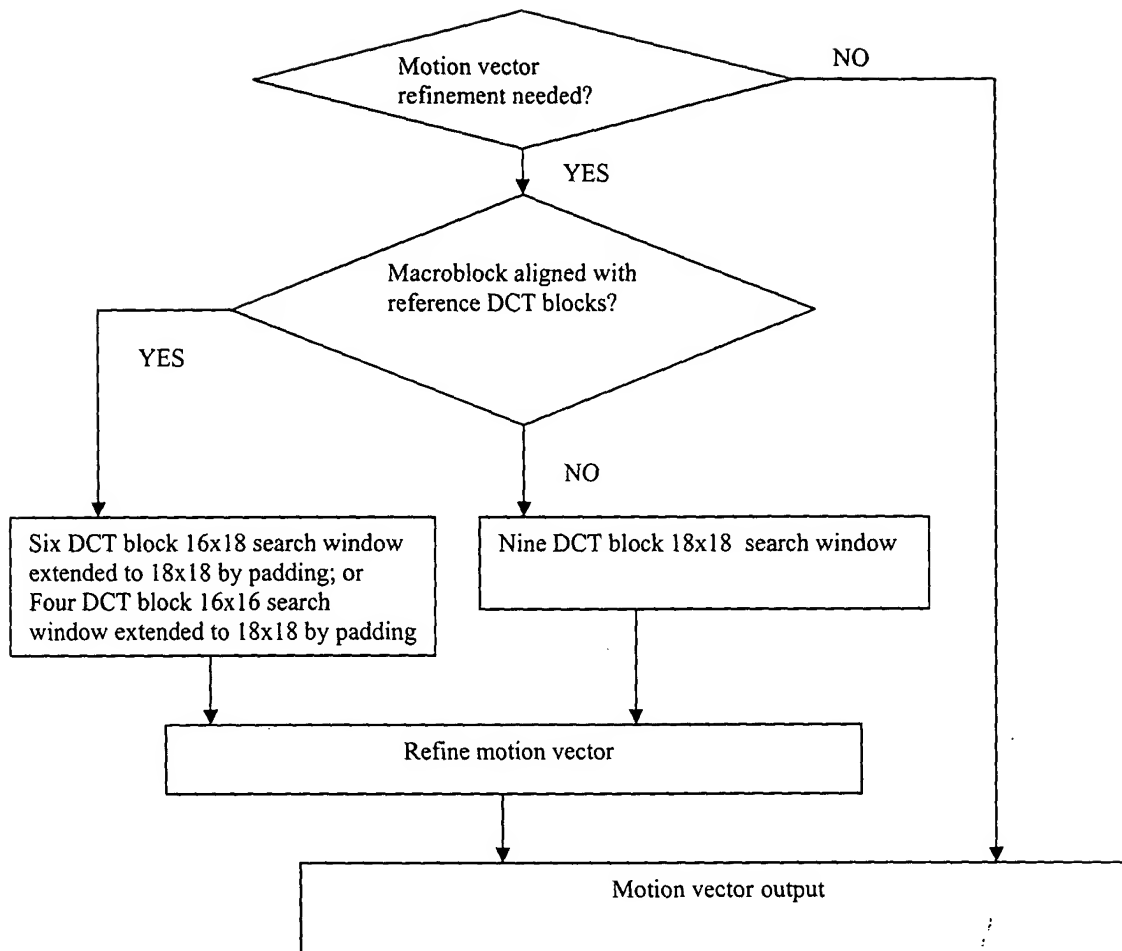 Motion vector
refinement needed?
NO
YES
Macroblock aligned with
reference DCT blocks?
YES
NO
Six DCT block 16x18 search window
extended to 18x18 by padding; or
Four DCT block 16x16 search
window extended to 18x18 by padding
Nine DCT block 18x18 search window
Refine motion vector
Motion vector output